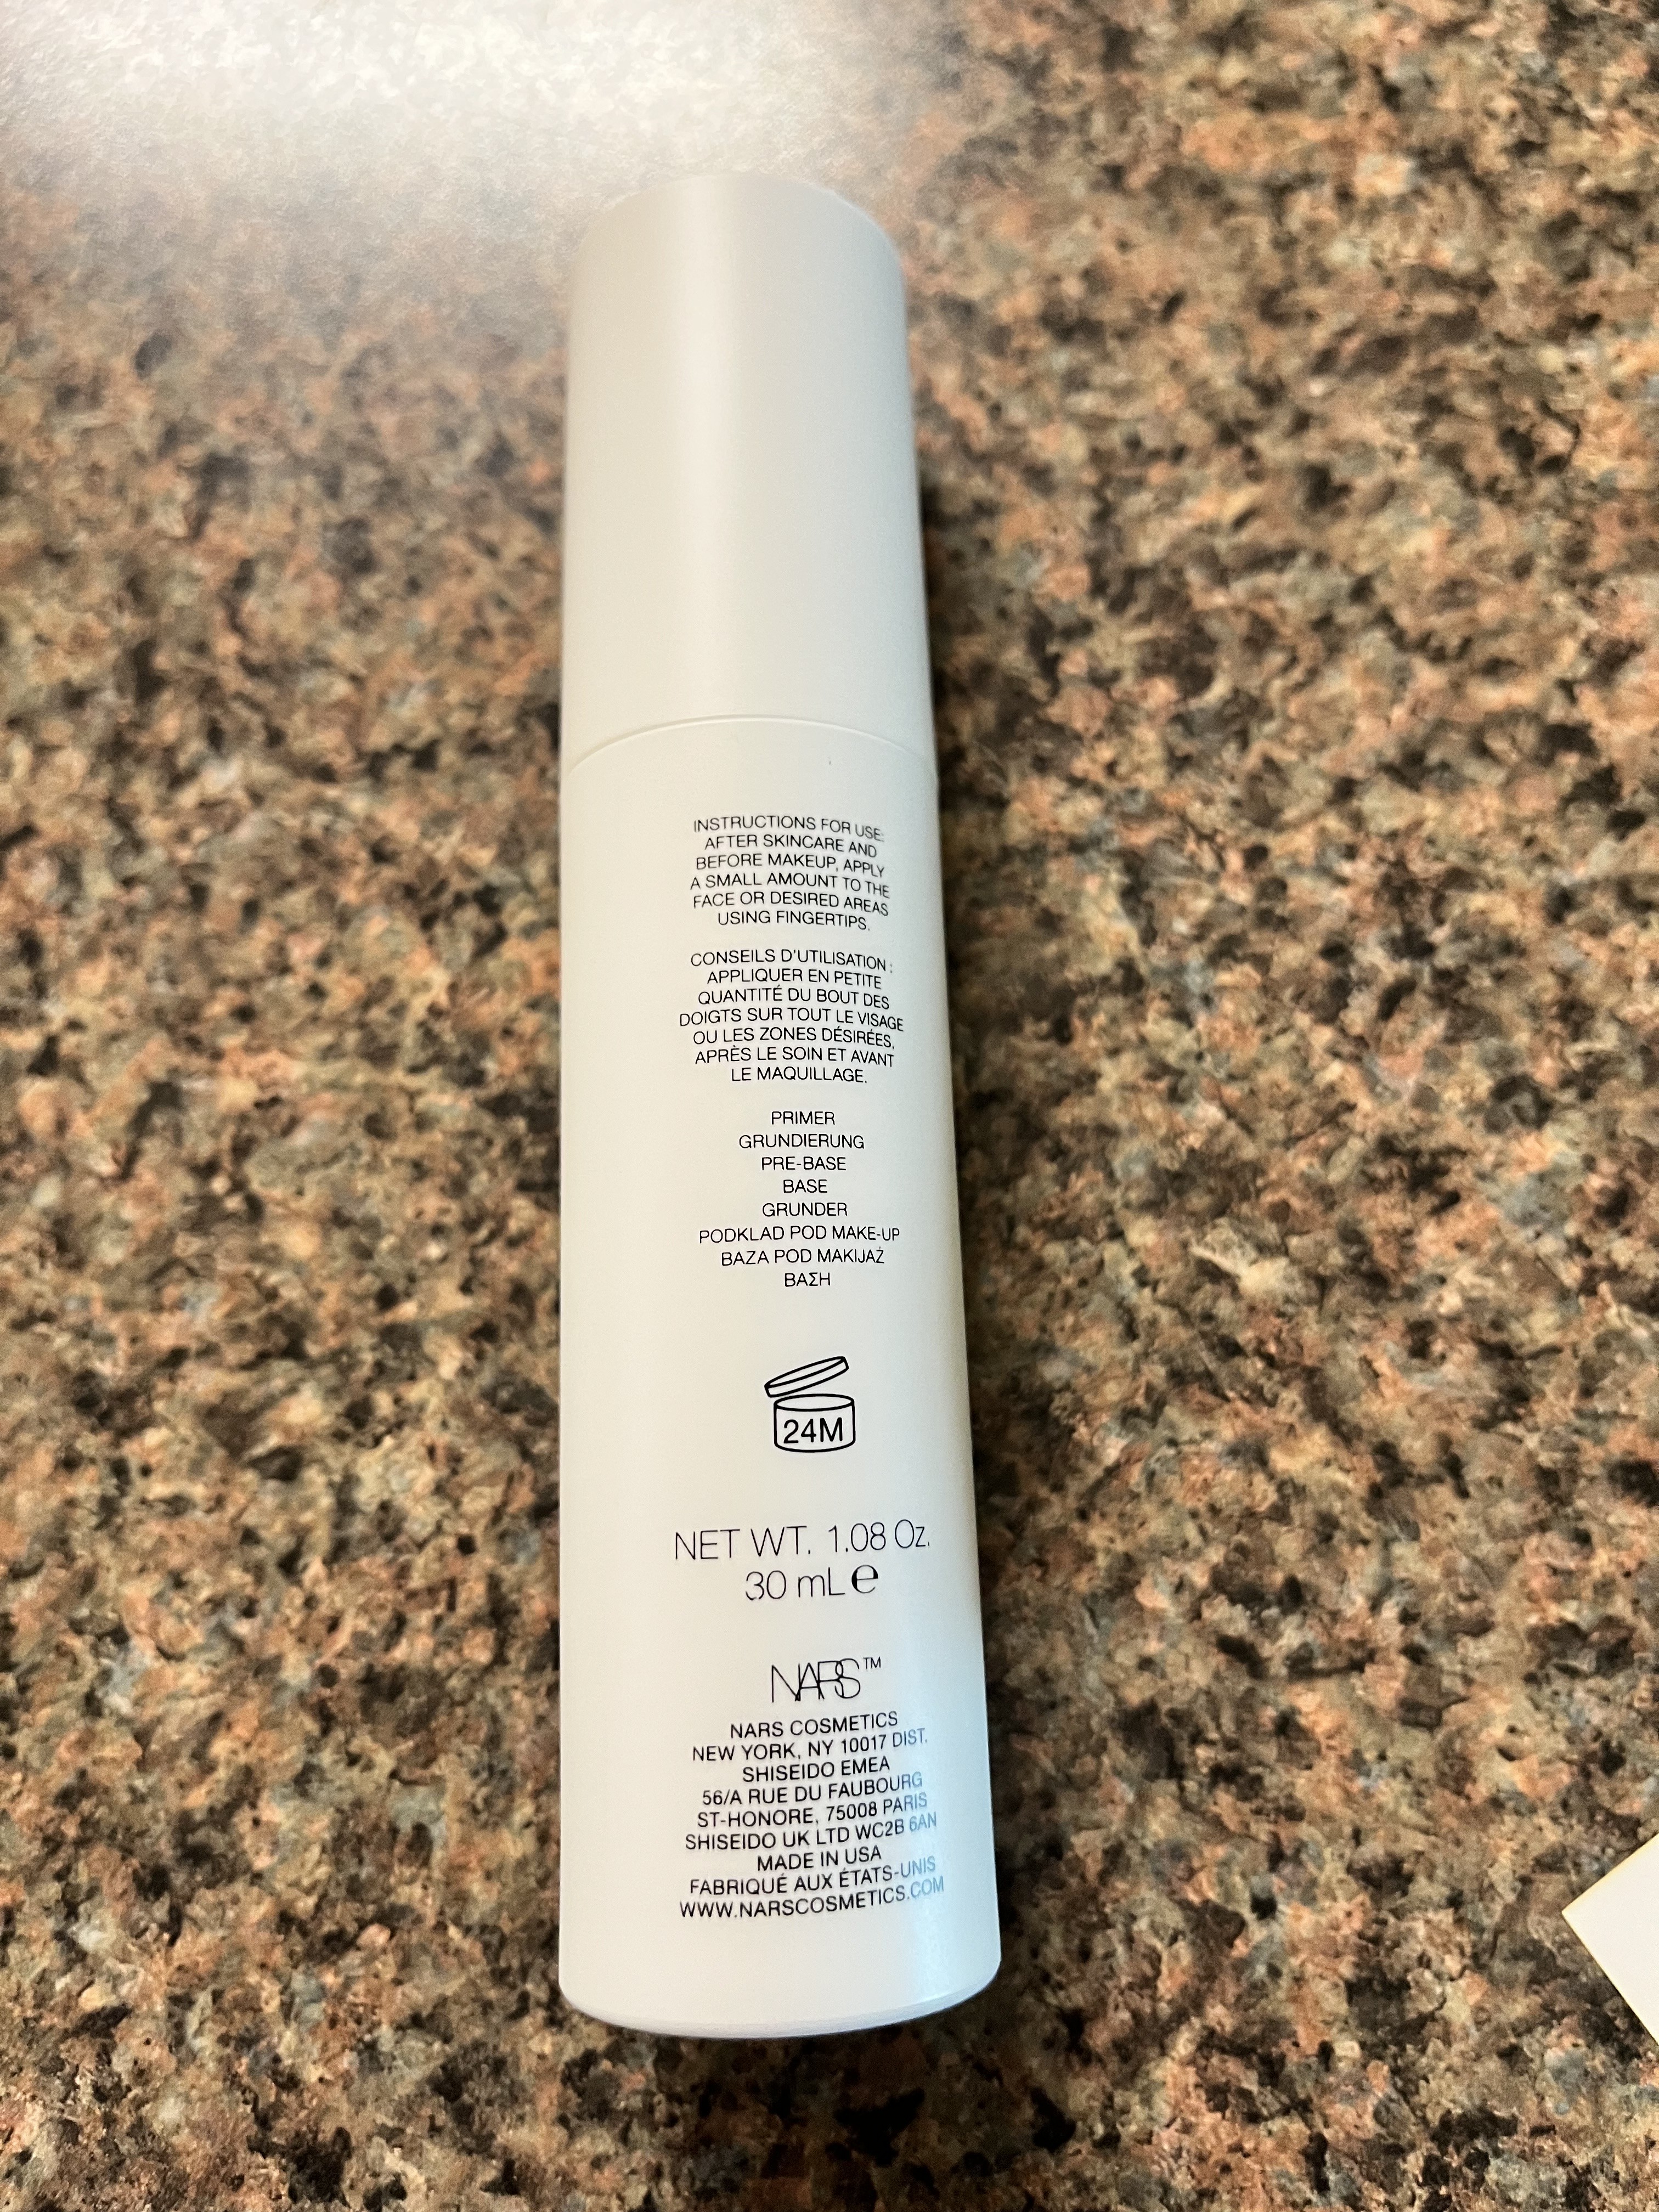 INSTRUCTIONS FOR USE:
AFTER SKINCARE AND
BEFORE MAKEUP, APPLY
A SMALL AMOUNT TO THE
FACE OR DESIRED AREAS
USING FINGERTIPS.
CONSEILS D'UTILISATION :
APPLIQUER EN PETITE
QUANTITÉ DU BOUT DES
DOIGTS SUR TOUT LE VISAGE
OU LES ZONES DÉSIRÉES,
APRÈS LE SOIN ET AVANT
LE MAQUILLAGE.
PRIMER
GRUNDIERUNG
PRE-BASE
BASE
GRUNDER
PODKLAD POD MAKE-UP
BAZA POD MAKIJAŻ
ΒΑΣΗ
24M
NET WT. 1.08 Oz.
30 mL e
NARS™
NARS COSMETICS
NEW YORK, NY 10017 DIST.
SHISEIDO EMEA
56/A RUE DU FAUBOURG
ST-HONORE, 75008 PARIS
SHISEIDO UK LTD WC2B 6AN
MADE IN USA
FABRIQUÉ AUX ÉTATS-UNIS
WWW.NARSCOSMETICS.COM